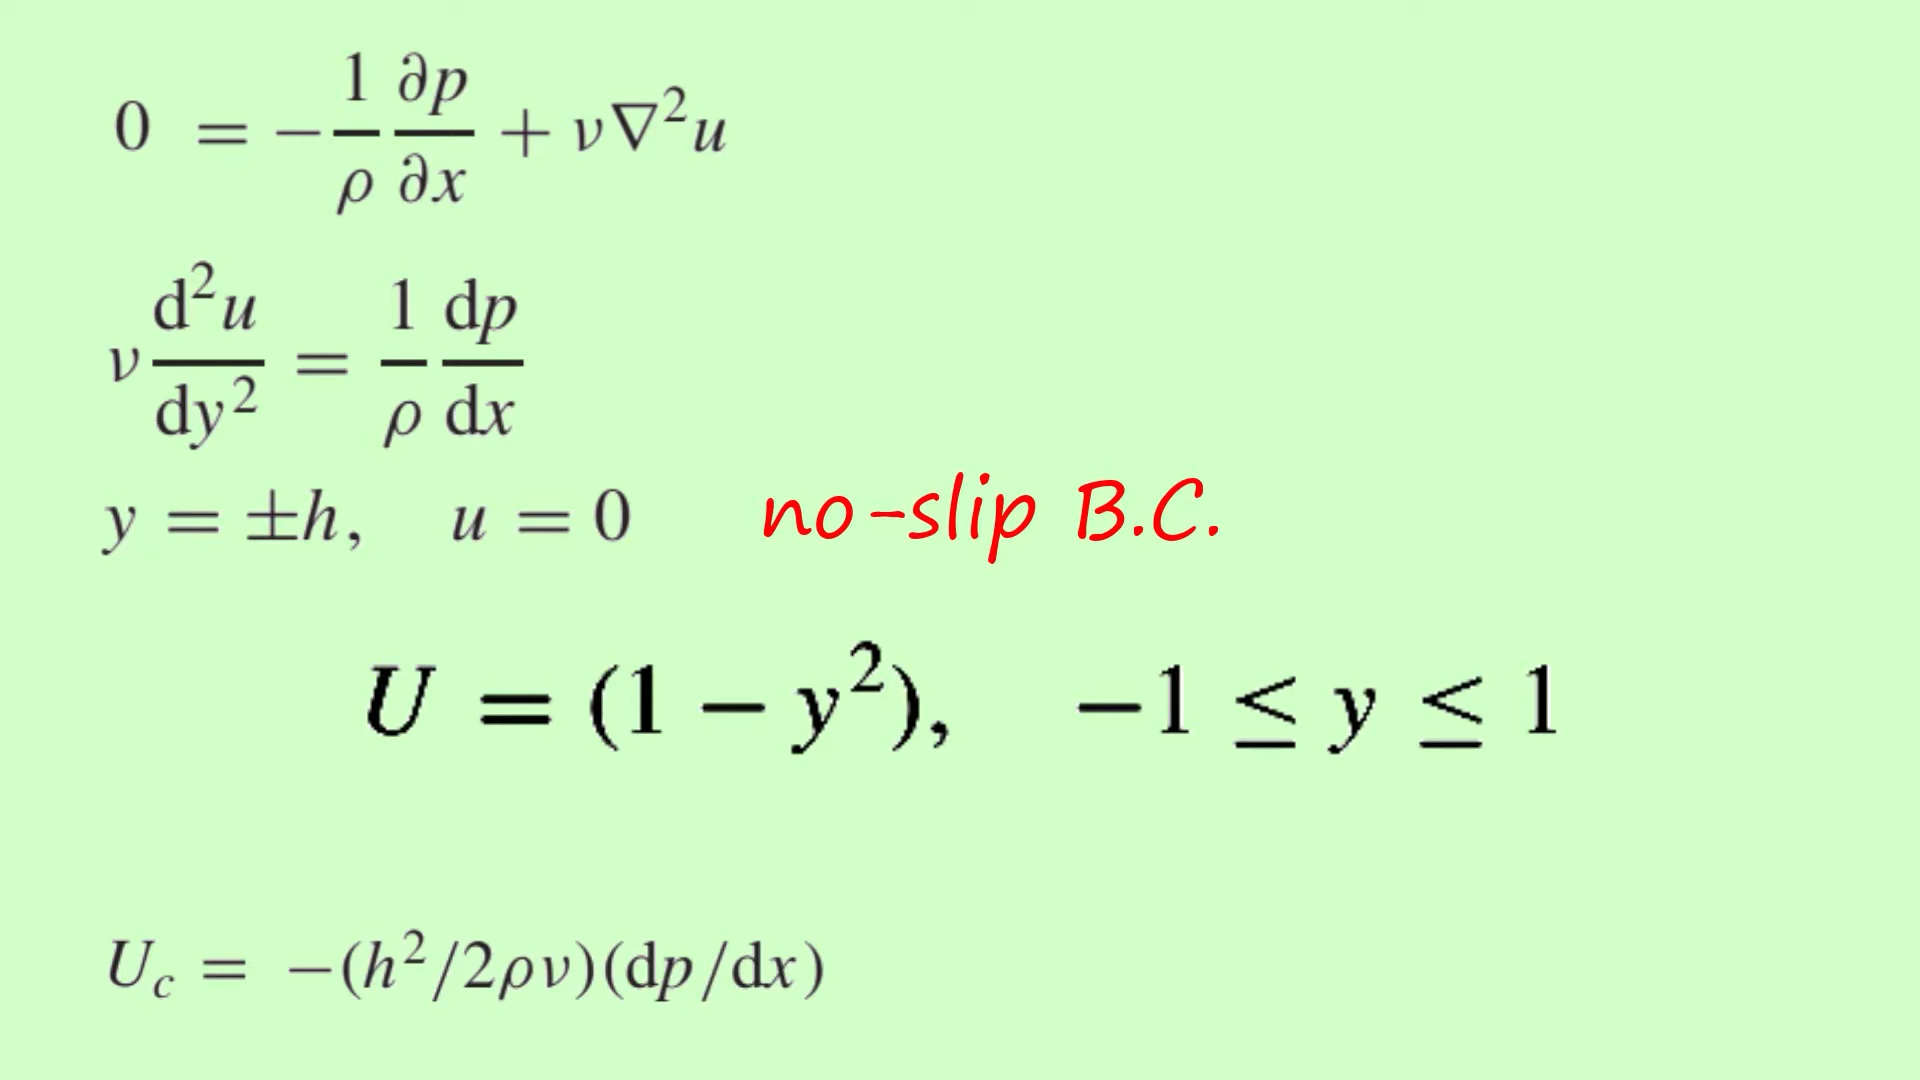 0 = −1/ρ ∂p/∂x + ν∇²u
ν d²u/dy² = 1/ρ dp/dx
y = ±h, u = 0 no-slip B.C.
U = (1 − y²), −1 ≤ y ≤ 1
U_c = −(h²/2ρν)(dp/dx)